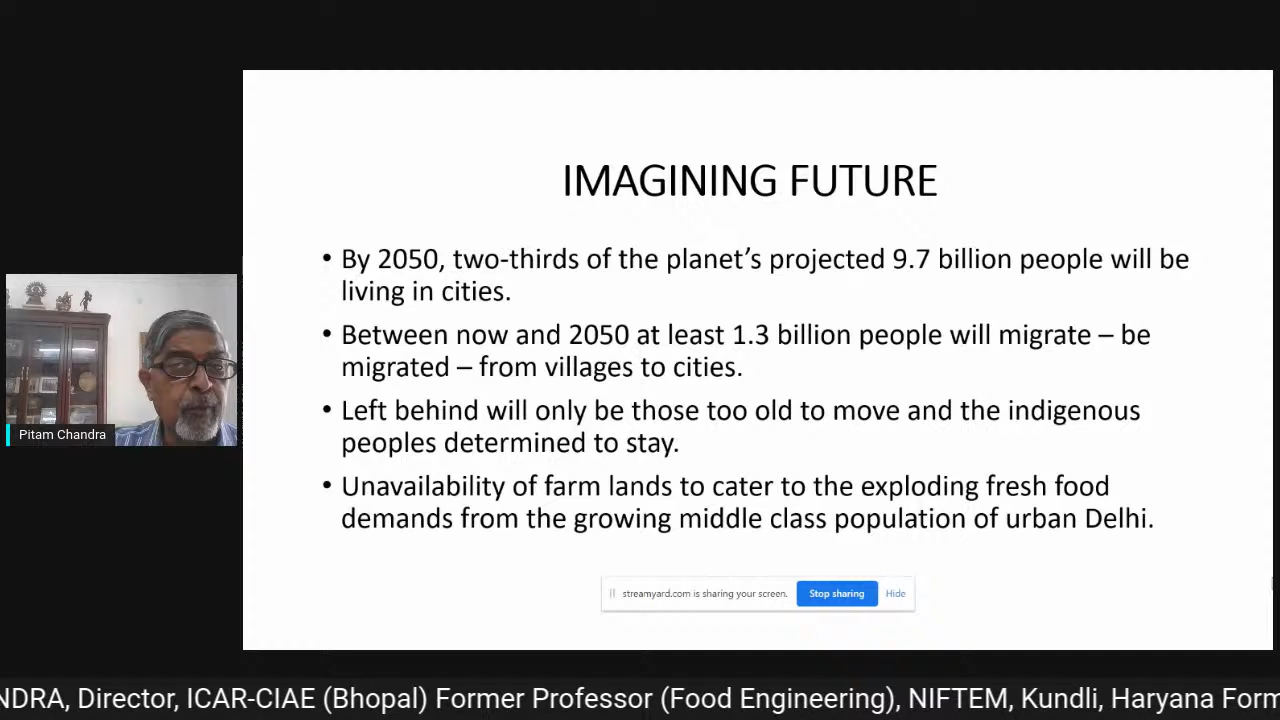 IMAGINING FUTURE
• By 2050, two-thirds of the planet’s projected 9.7 billion people will be
living in cities.
• Between now and 2050 at least 1.3 billion people will migrate – be
migrated – from villages to cities.
• Left behind will only be those too old to move and the indigenous
peoples determined to stay.
• Unavailability of farm lands to cater to the exploding fresh food
demands from the growing middle class population of urban Delhi.
Pitam Chandra
streamyard.com is sharing your screen. Stop sharing Hide
NDRA, Director, ICAR-CIAE (Bhopal) Former Professor (Food Engineering), NIFTEM, Kundli, Haryana Form